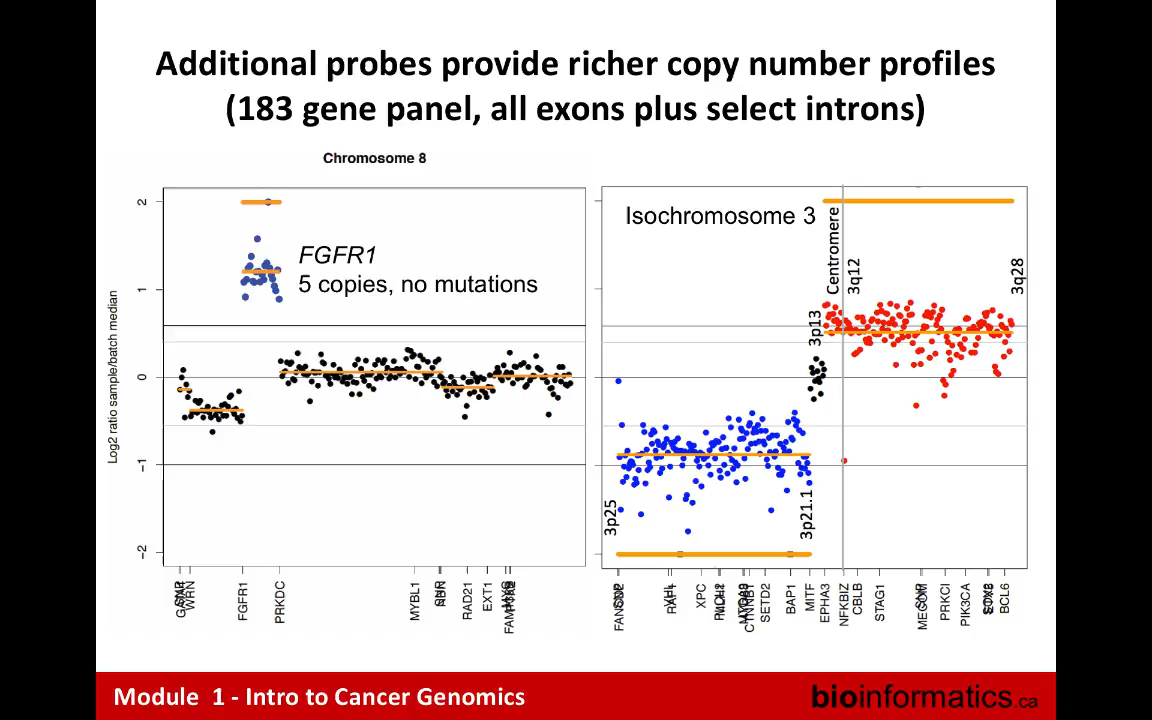 Additional probes provide richer copy number profiles
(183 gene panel, all exons plus select introns)
Chromosome 8
Log2 ratio sample/batch median
2
1
0
−1
−2
FGFR1
5 copies, no mutations
WRN
FGFR1
PRKDC
MYBL1
NBN
RAD21
EXT1
Isochromosome 3
3p25
3p21.1
3p13
Centromere
3q12
3q28
XPC
CTNNB1
SETD2
BAP1
MITF
EPHA3
NFKBIZ
CBLB
STAG1
MECOM
PRKCI
PIK3CA
BCL6
Module 1 - Intro to Cancer Genomics
bioinformatics.ca